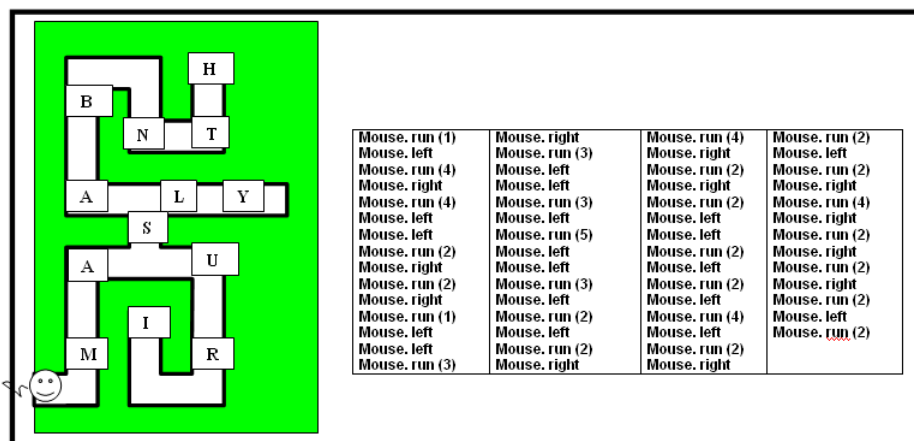 H
B
N T
A L Y
S
A U
I
M R
Mouse. run (1)
Mouse. left
Mouse. run (4)
Mouse. right
Mouse. run (4)
Mouse. left
Mouse. left
Mouse. run (2)
Mouse. right
Mouse. run (2)
Mouse. right
Mouse. run (1)
Mouse. left
Mouse. left
Mouse. run (3)
Mouse. right
Mouse. run (3)
Mouse. left
Mouse. left
Mouse. run (3)
Mouse. left
Mouse. run (5)
Mouse. left
Mouse. left
Mouse. run (3)
Mouse. left
Mouse. run (2)
Mouse. left
Mouse. run (2)
Mouse. right
Mouse. run (4)
Mouse. right
Mouse. run (2)
Mouse. right
Mouse. run (2)
Mouse. left
Mouse. left
Mouse. run (2)
Mouse. left
Mouse. run (2)
Mouse. left
Mouse. run (4)
Mouse. left
Mouse. run (2)
Mouse. right
Mouse. run (2)
Mouse. left
Mouse. run (2)
Mouse. right
Mouse. run (4)
Mouse. right
Mouse. run (2)
Mouse. right
Mouse. run (2)
Mouse. right
Mouse. run (2)
Mouse. left
Mouse. run (2)